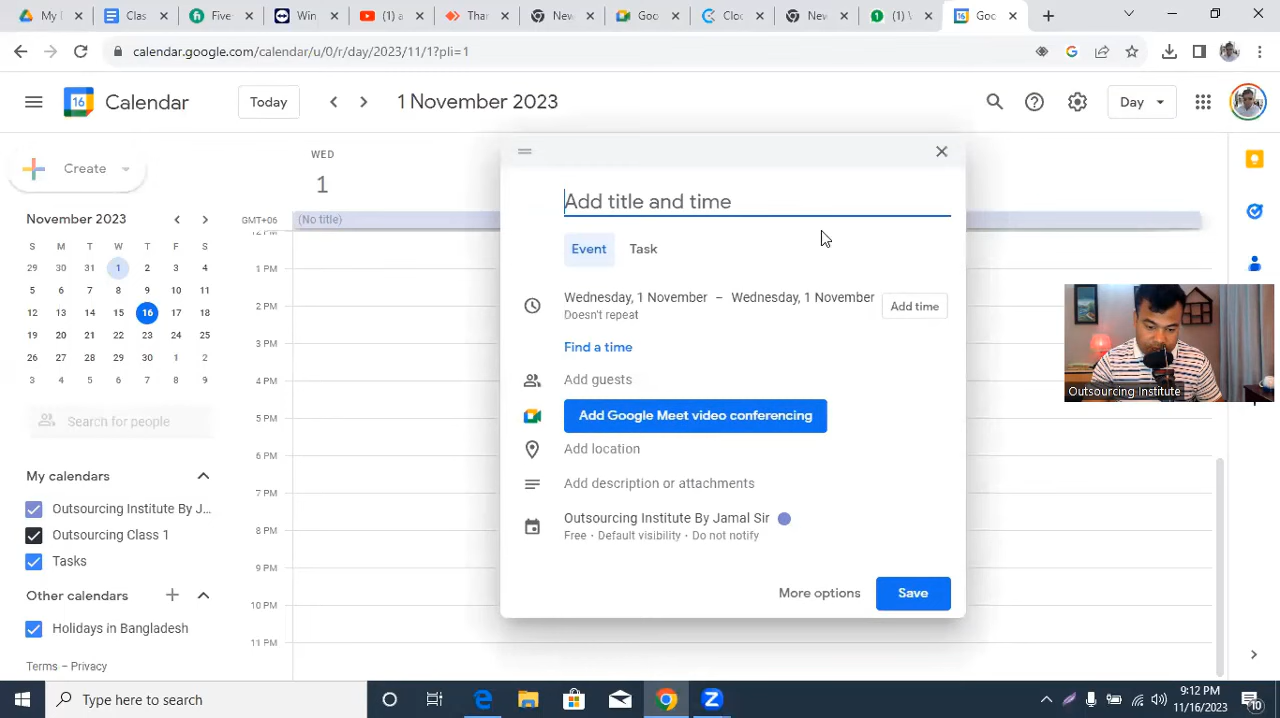 My I
Clas
Five
Win
(1) a
Thar
New
Goo
Cloc
New
(1) \
Goo
calendar.google.com/calendar/u/0/r/day/2023/11/1?pli=1
Calendar
Today
1 November 2023
Day
Create
WED
1
Add title and time
November 2023
GMT+06
(No title)
S M T W T F S
29 30 31 1 2 3 4
5 6 7 8 9 10 11
12 13 14 15 16 17 18
19 20 21 22 23 24 25
26 27 28 29 30 1 2
3 4 5 6 7 8 9
12 PM
1 PM
2 PM
3 PM
4 PM
5 PM
6 PM
7 PM
8 PM
9 PM
10 PM
11 PM
Event Task
Wednesday, 1 November – Wednesday, 1 November
Add time
Doesn't repeat
Find a time
Add guests
Add Google Meet video conferencing
Add location
Add description or attachments
Outsourcing Institute By Jamal Sir
Free · Default visibility · Do not notify
More options
Save
Outsourcing Institute
Search for people
My calendars
Outsourcing Institute By J...
Outsourcing Class 1
Tasks
Other calendars
Holidays in Bangladesh
Terms – Privacy
Type here to search
9:12 PM
11/16/2023
10